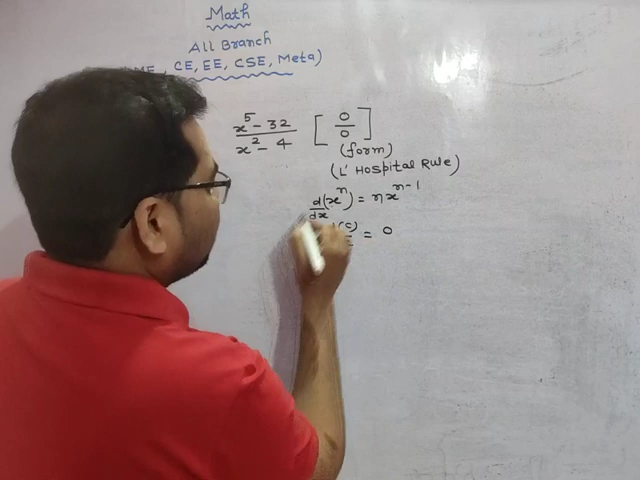 Math
All Branch
ME, CE, EE, CSE, Meta)
x^5 - 32 / x^2 - 4 [ 0/0 ]
(form)
(L' Hospital Rule)
d/dx (x^n) = nx^(n-1)
(c) = 0